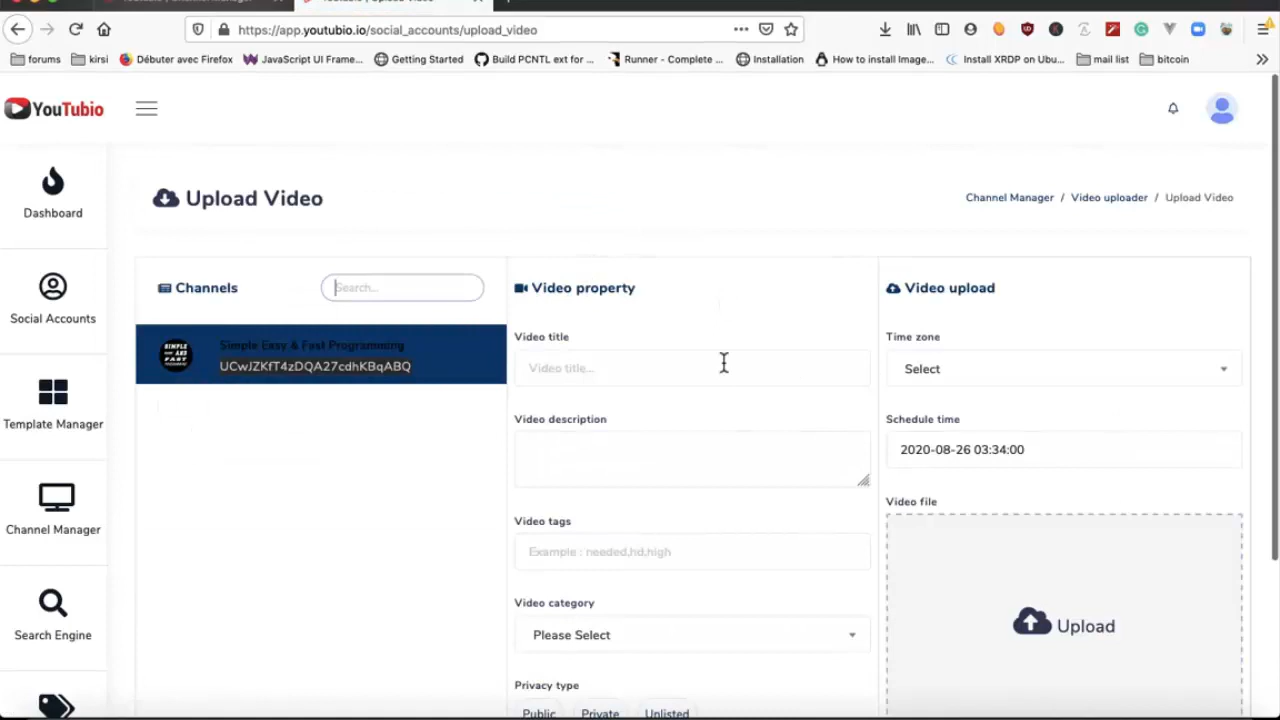 https://app.youtubio.io/social_accounts/upload_video
forums
kirsi
Débuter avec Firefox
JavaScript UI Frame...
Getting Started
Build PCNTL ext for ...
Runner - Complete ...
Installation
How to install Image...
Install XRDP on Ubu...
mail list
bitcoin
YouTubio
Dashboard
Social Accounts
Template Manager
Channel Manager
Search Engine
Upload Video
Channel Manager / Video uploader / Upload Video
Channels
Search...
Simple Easy & Fast Programming
UCwJZKfT4zDQA27cdhKBqABQ
Video property
Video title
Video title...
Video description
Video tags
Example : needed,hd,high
Video category
Please Select
Privacy type
Public
Private
Unlisted
Video upload
Time zone
Select
Schedule time
2020-08-26 03:34:00
Video file
Upload